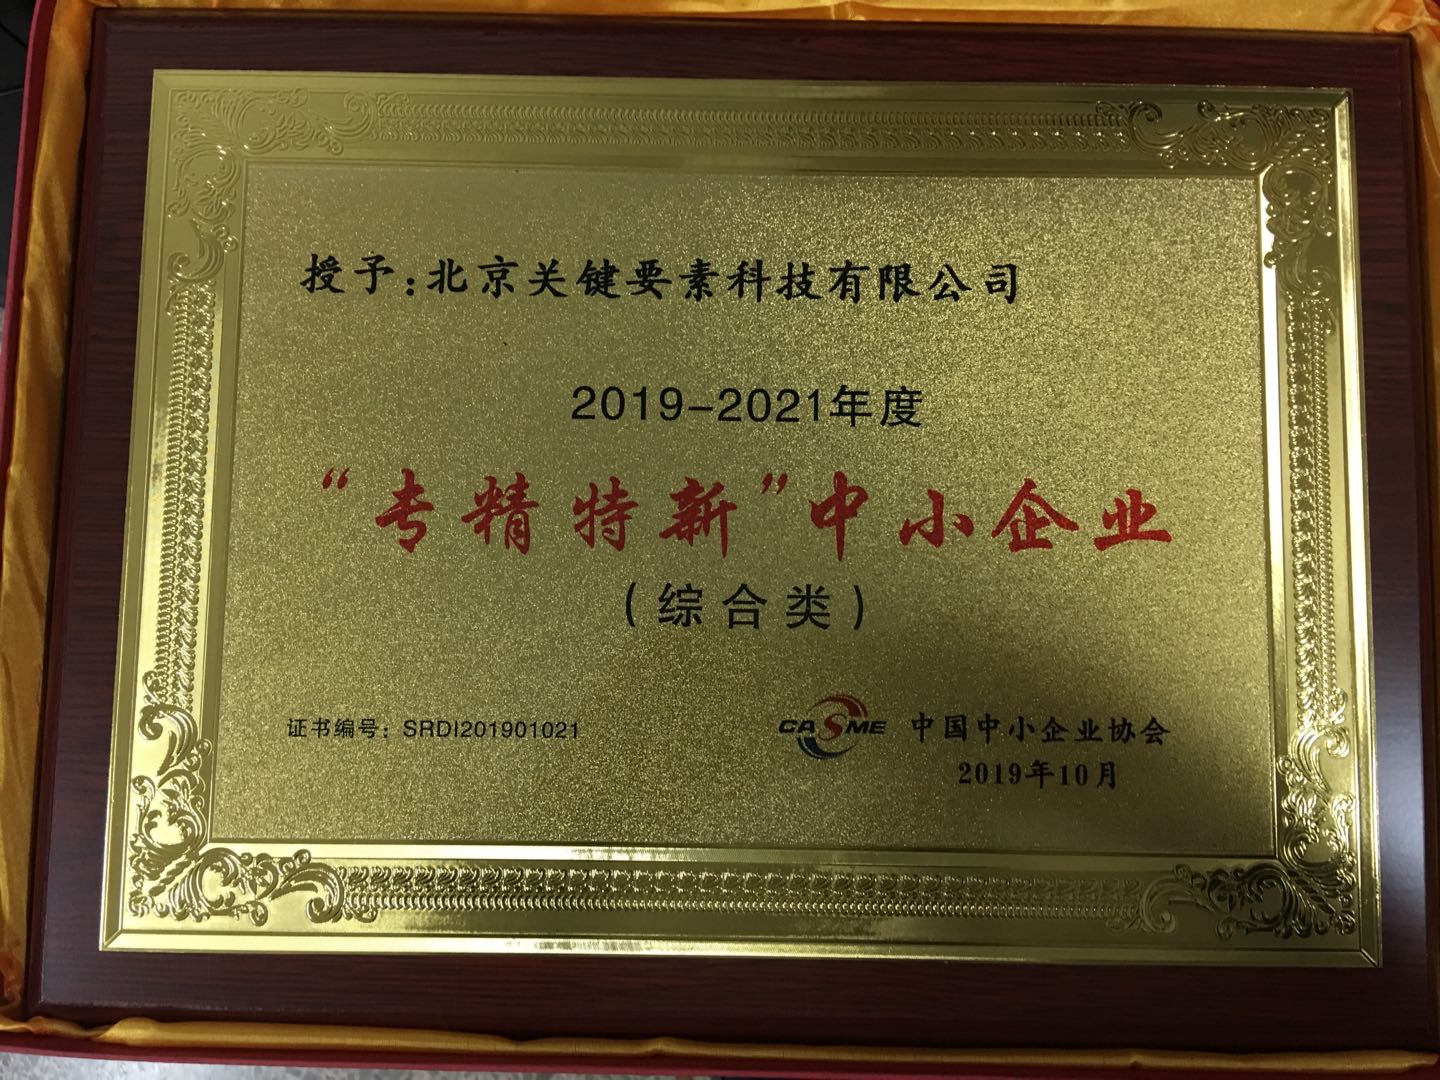 授予：北京关键要素科技有限公司
2019-2021年度
“专精特新”中小企业
（综合类）
证书编号：SRDI201901021
CASME 中国中小企业协会
2019年10月